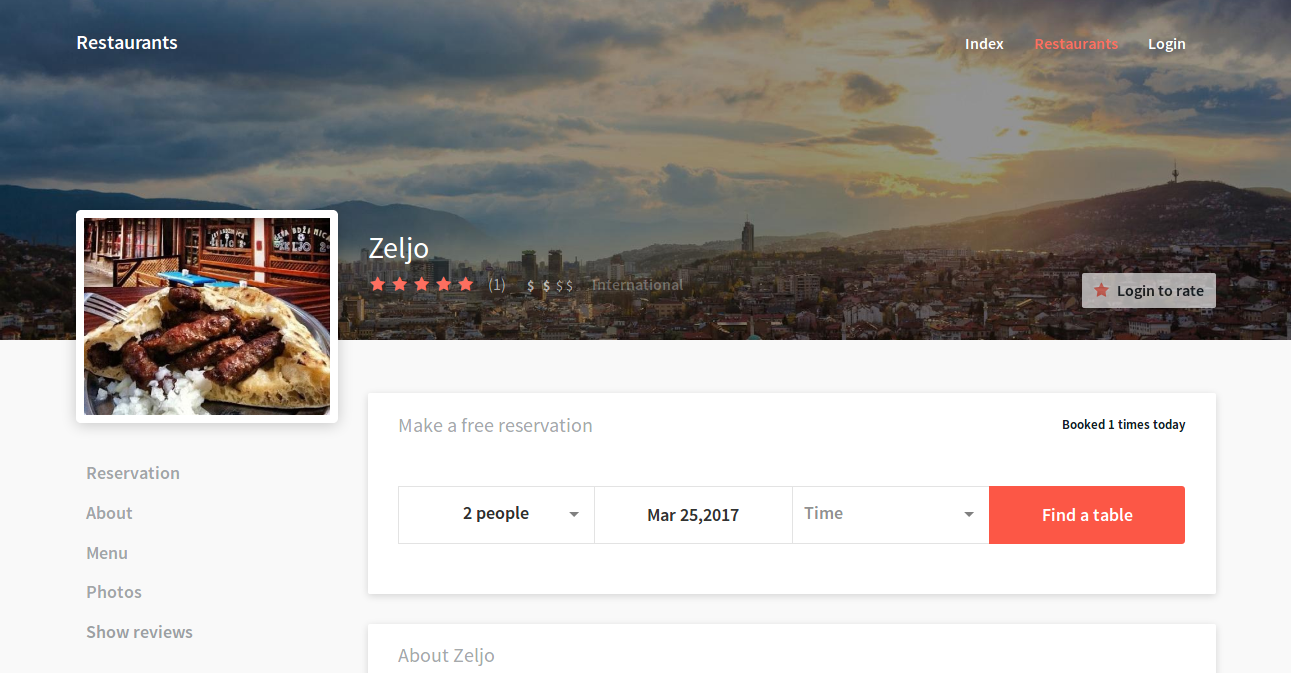 Restaurants
Index Restaurants Login
Zeljo
(1) $ $ $ $ International
Login to rate
Make a free reservation
Booked 1 times today
2 people Mar 25,2017 Time Find a table
Reservation
About
Menu
Photos
Show reviews
About Zeljo